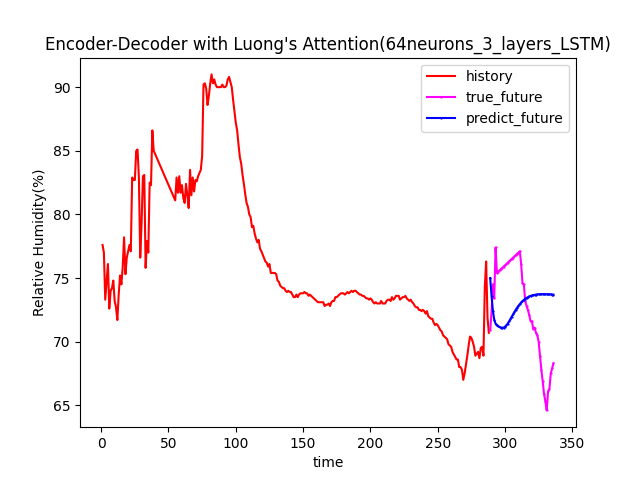 Encoder-Decoder with Luong's Attention(64neurons_3_layers_LSTM)
history
true_future
predict_future
Relative Humidity(%)
90
85
80
75
70
65
0 50 100 150 200 250 300 350
time